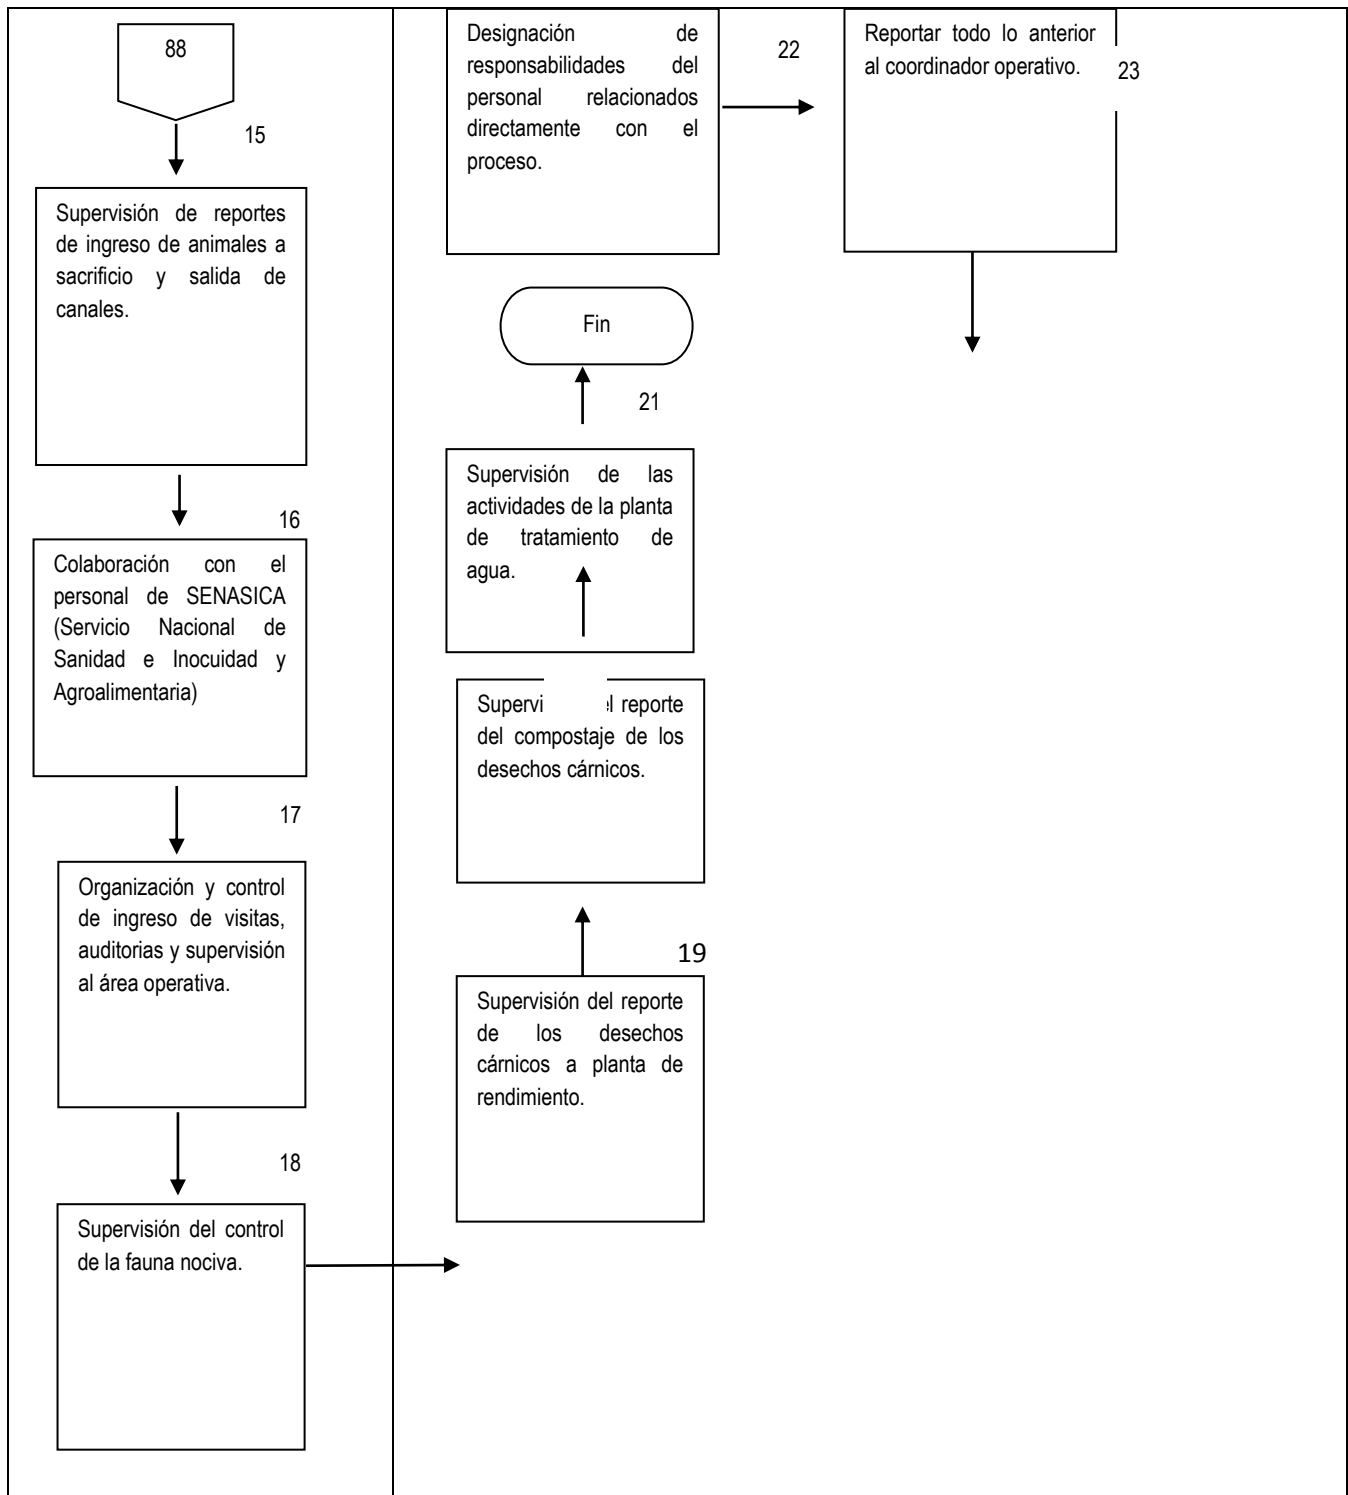 88
15
Supervisión de reportes
de ingreso de animales a
sacrificio y salida de
canales.
16
Colaboración con el
personal de SENASICA
(Servicio Nacional de
Sanidad e Inocuidad y
Agroalimentaria)
17
Organización y control
de ingreso de visitas,
auditorias y supervisión
al área operativa.
18
Supervisión del control
de la fauna nociva.
Designación de
responsabilidades del
personal relacionados
directamente con el
proceso.
22
Reportar todo lo anterior
al coordinador operativo.
23
Fin
21
Supervisión de las
actividades de la planta
de tratamiento de
agua.
Supervi l reporte
del compostaje de los
desechos cárnicos.
19
Supervisión del reporte
de los desechos
cárnicos a planta de
rendimiento.